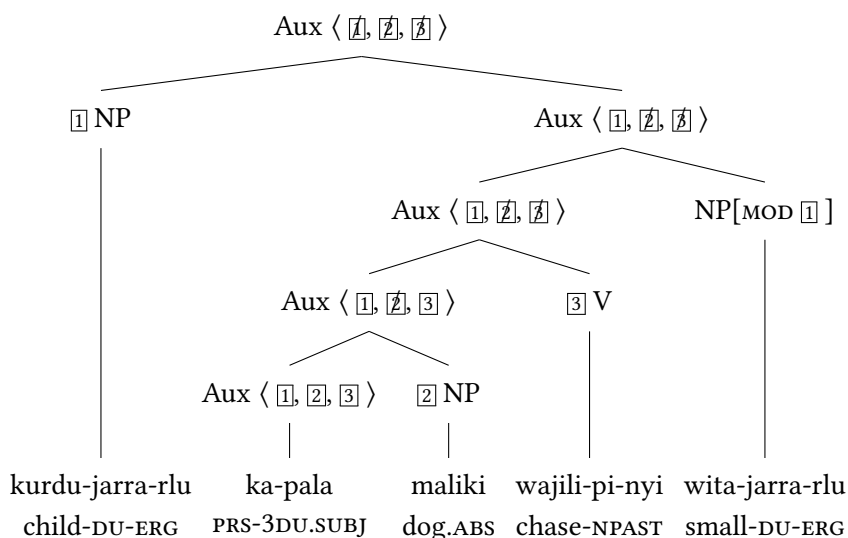 Aux ⟨ 1̸, 2̸, 3̸ ⟩
1 NP Aux ⟨ 1, 2̸, 3̸ ⟩
Aux ⟨ 1, 2̸, 3̸ ⟩ NP[MOD 1 ]
Aux ⟨ 1, 2̸, 3 ⟩ 3 V
Aux ⟨ 1, 2, 3 ⟩ 2 NP
kurdu-jarra-rlu ka-pala maliki wajili-pi-nyi wita-jarra-rlu
child-DU-ERG PRS-3DU.SUBJ dog.ABS chase-NPAST small-DU-ERG